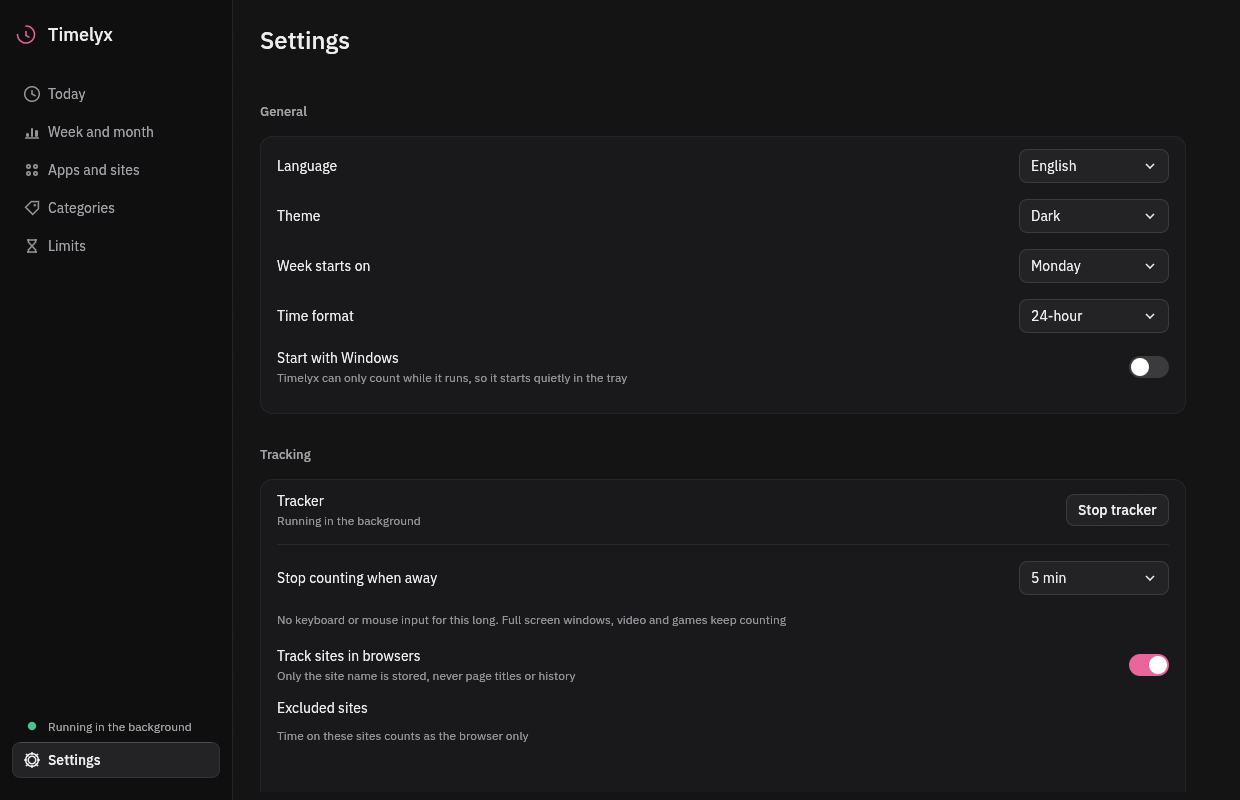 Timelyx
Today
Week and month
Apps and sites
Categories
Limits
Running in the background
Settings
Settings
General
Language
English
Theme
Dark
Week starts on
Monday
Time format
24-hour
Start with Windows
Timelyx can only count while it runs, so it starts quietly in the tray
Tracking
Tracker
Running in the background
Stop tracker
Stop counting when away
5 min
No keyboard or mouse input for this long. Full screen windows, video and games keep counting
Track sites in browsers
Only the site name is stored, never page titles or history
Excluded sites
Time on these sites counts as the browser only